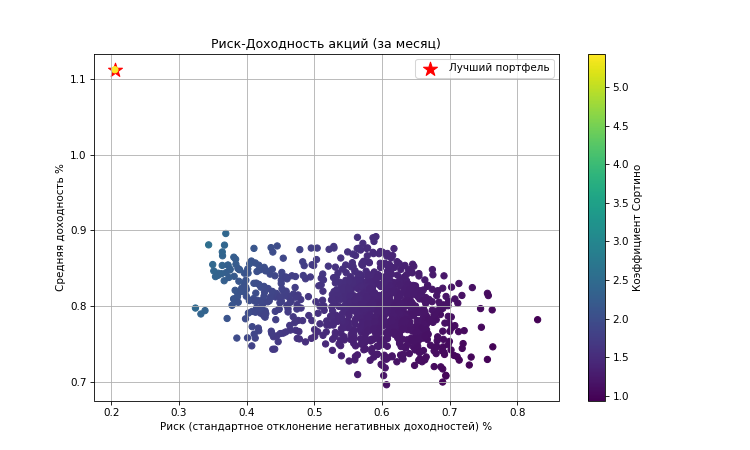 Риск-Доходность акций (за месяц)
Лучший портфель
Средняя доходность %
1.1
1.0
0.9
0.8
0.7
0.2 0.3 0.4 0.5 0.6 0.7 0.8
Риск (стандартное отклонение негативных доходностей) %
5.0
4.5
4.0
3.5
3.0
2.5
2.0
1.5
1.0
Коэффициент Сортино